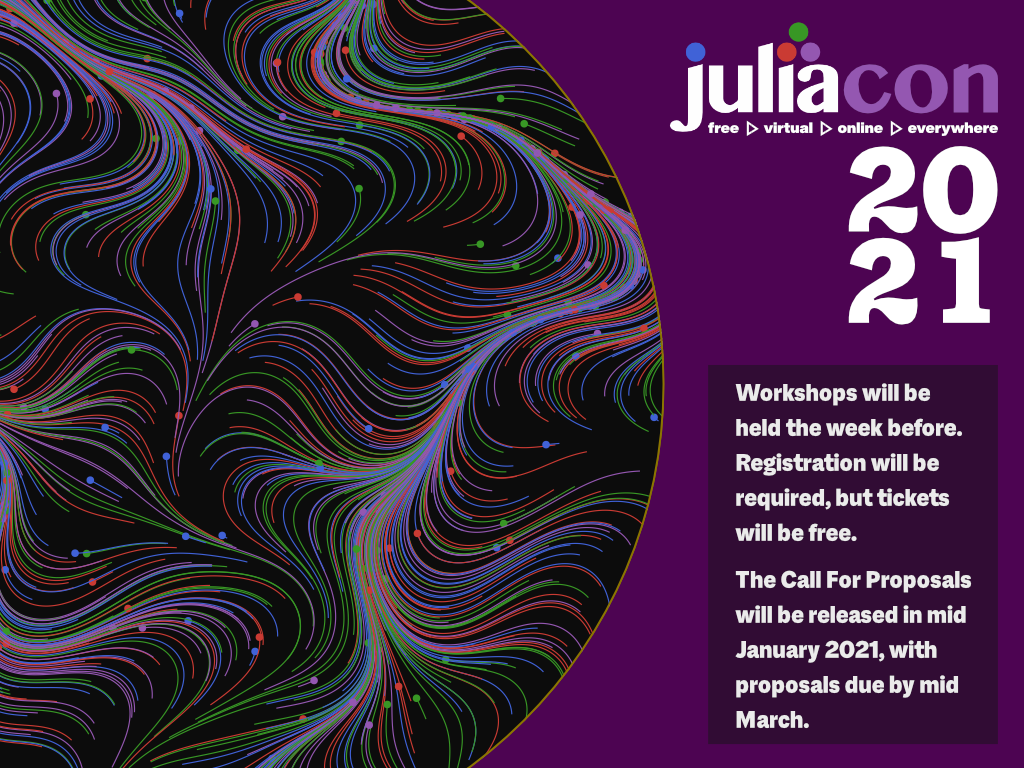 juliacon
free ▷ virtual ▷ online ▷ everywhere
20
21
Workshops will be
held the week before.
Registration will be
required, but tickets
will be free.
The Call For Proposals
will be released in mid
January 2021, with
proposals due by mid
March.